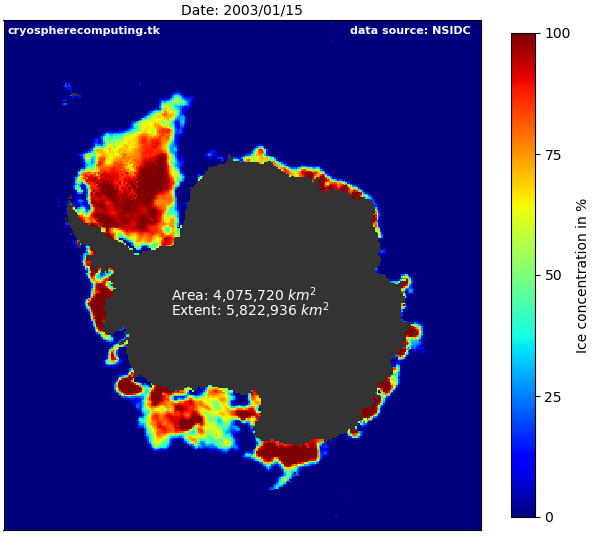 Date: 2003/01/15
cryospherecomputing.tk
data source: NSIDC
Area: 4,075,720 km²
Extent: 5,822,936 km²
100
75
50
25
0
Ice concentration in %